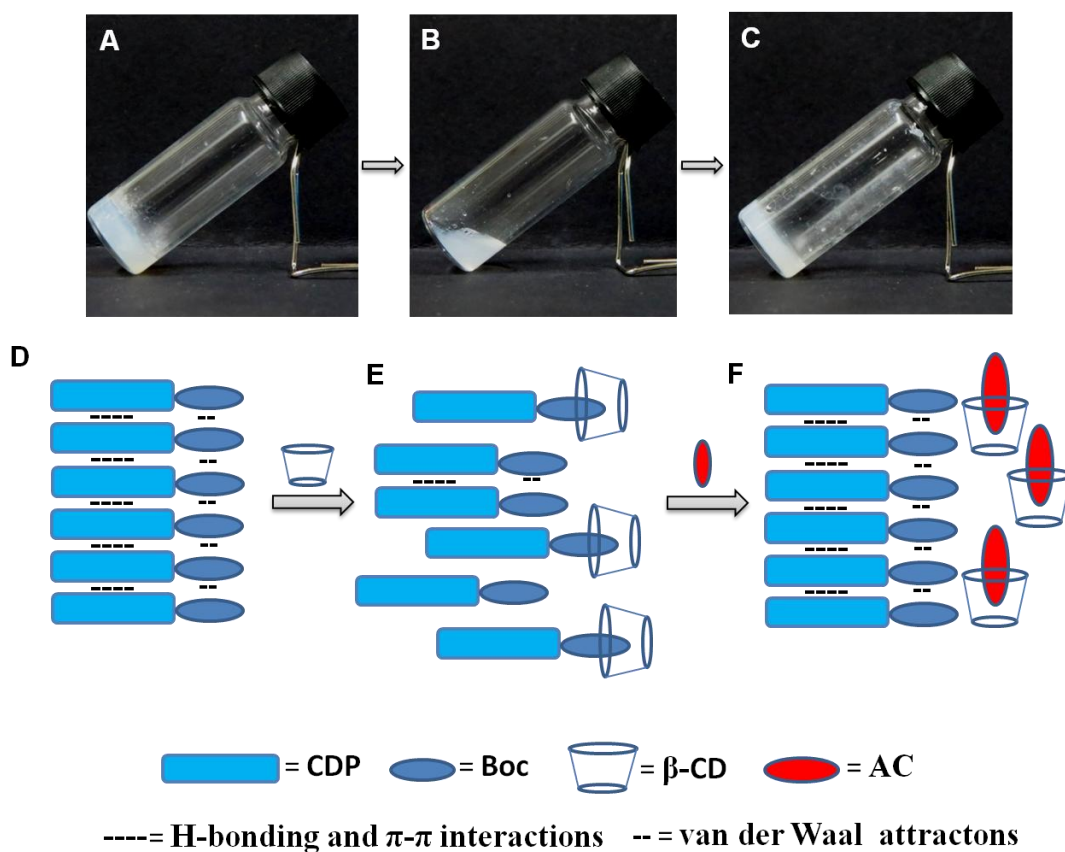 A
B
C
D
E
F
= CDP
= Boc
= β-CD
= AC
----= H-bonding and π-π interactions -- = van der Waal attractons